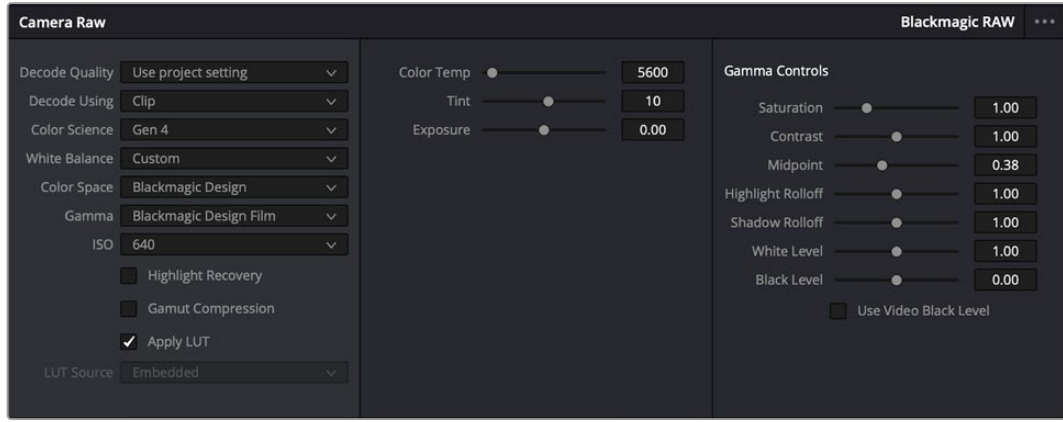 Camera Raw
Blackmagic RAW
Decode Quality Use project setting
Decode Using Clip
Color Science Gen 4
White Balance Custom
Color Space Blackmagic Design
Gamma Blackmagic Design Film
ISO 640
Highlight Recovery
Gamut Compression
Apply LUT
LUT Source Embedded
Color Temp 5600
Tint 10
Exposure 0.00
Gamma Controls
Saturation 1.00
Contrast 1.00
Midpoint 0.38
Highlight Rolloff 1.00
Shadow Rolloff 1.00
White Level 1.00
Black Level 0.00
Use Video Black Level